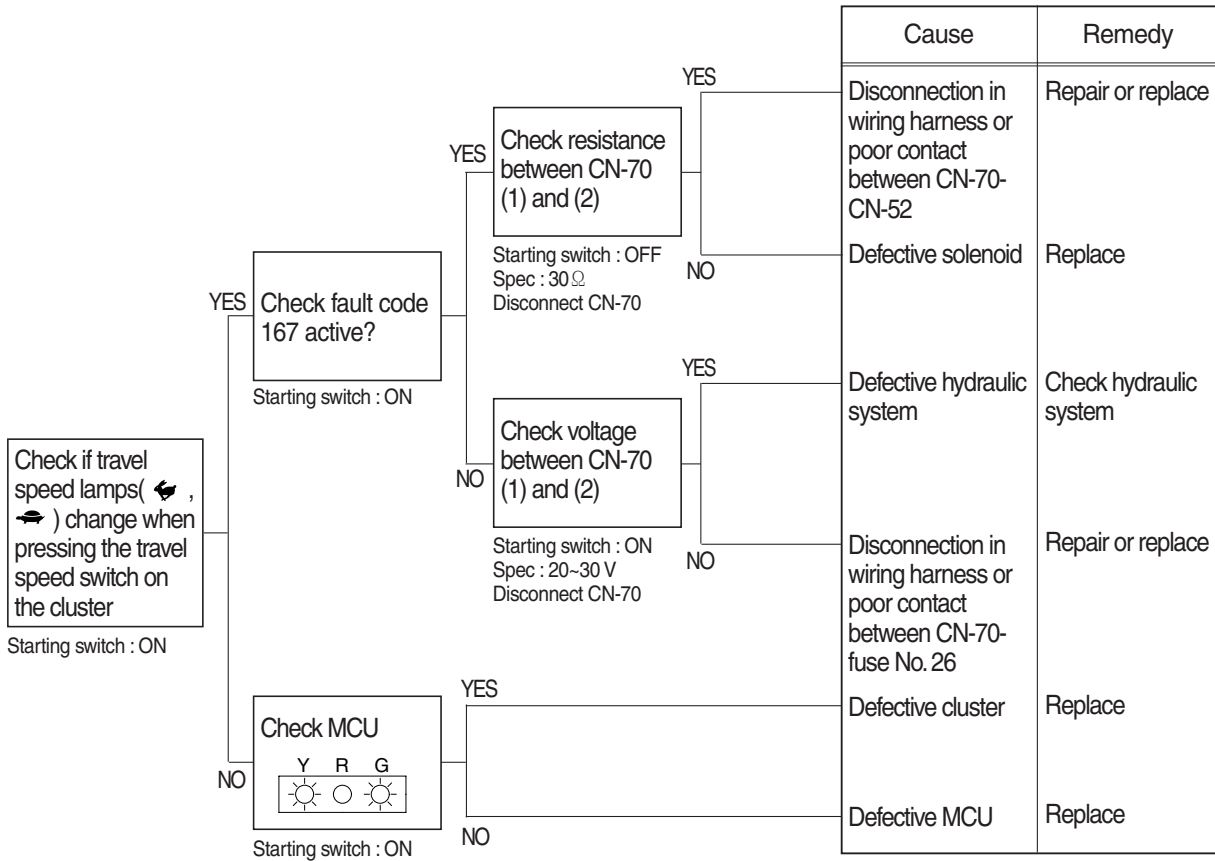 Cause
Remedy
YES
Disconnection in
wiring harness or
poor contact
between CN-70-
CN-52
Repair or replace
YES
Check resistance
between CN-70
(1) and (2)
Starting switch : OFF
Spec : 30Ω
Disconnect CN-70
NO
Defective solenoid
Replace
YES
Check fault code
167 active?
Starting switch : ON
YES
Defective hydraulic
system
Check hydraulic
system
NO
Check voltage
between CN-70
(1) and (2)
Starting switch : ON
Spec : 20~30 V
Disconnect CN-70
NO
Disconnection in
wiring harness or
poor contact
between CN-70-
fuse No. 26
Repair or replace
Check if travel
speed lamps( ,
) change when
pressing the travel
speed switch on
the cluster
Starting switch : ON
NO
Check MCU
Y R G
Starting switch : ON
YES
Defective cluster
Replace
NO
Defective MCU
Replace